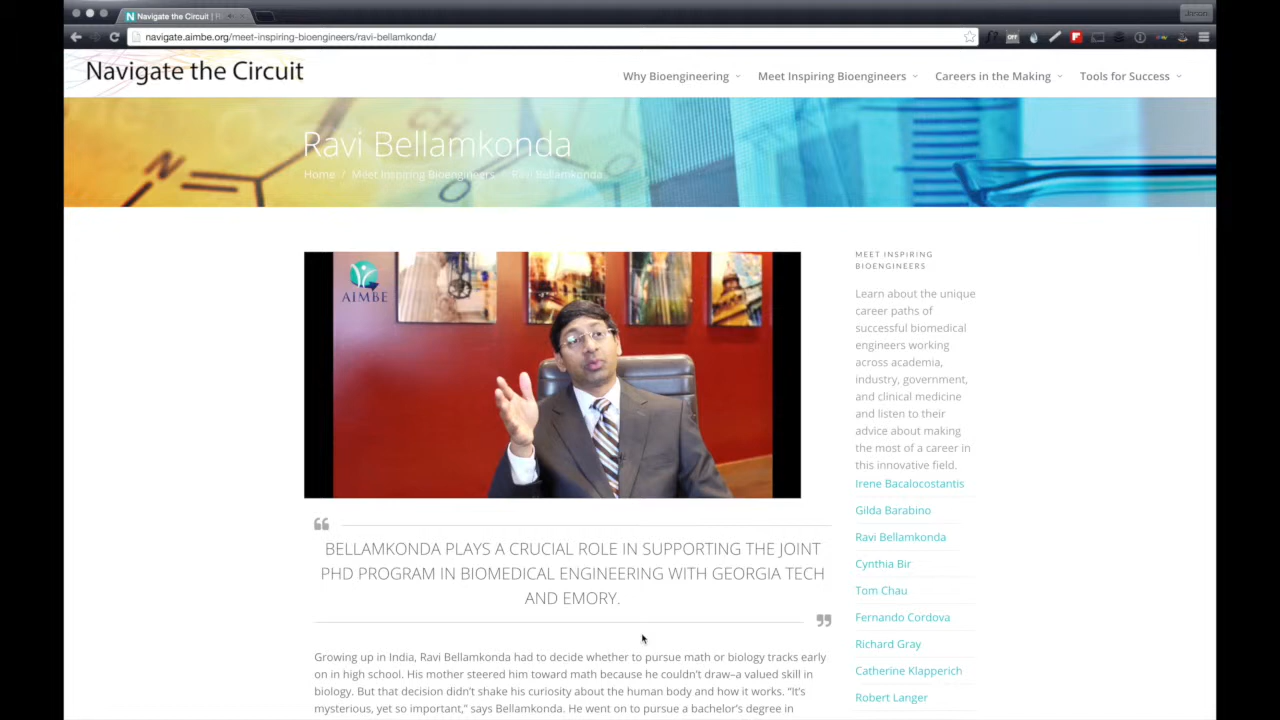 Navigate the Circuit | R
Jason
navigate.aimbe.org/meet-inspiring-bioengineers/ravi-bellamkonda/
Navigate the Circuit
Why Bioengineering
Meet Inspiring Bioengineers
Careers in the Making
Tools for Success
Ravi Bellamkonda
Home / Meet Inspiring Bioengineers / Ravi Bellamkonda
AIMBE
“ BELLAMKONDA PLAYS A CRUCIAL ROLE IN SUPPORTING THE JOINT
PHD PROGRAM IN BIOMEDICAL ENGINEERING WITH GEORGIA TECH
AND EMORY. ”
Growing up in India, Ravi Bellamkonda had to decide whether to pursue math or biology tracks early
on in high school. His mother steered him toward math because he couldn’t draw–a valued skill in
biology. But that decision didn’t shake his curiosity about the human body and how it works. “It’s
mysterious, yet so important,” says Bellamkonda. He went on to pursue a bachelor’s degree in
MEET INSPIRING
BIOENGINEERS
Learn about the unique
career paths of
successful biomedical
engineers working
across academia,
industry, government,
and clinical medicine
and listen to their
advice about making
the most of a career in
this innovative field.
Irene Bacalocostantis
Gilda Barabino
Ravi Bellamkonda
Cynthia Bir
Tom Chau
Fernando Cordova
Richard Gray
Catherine Klapperich
Robert Langer